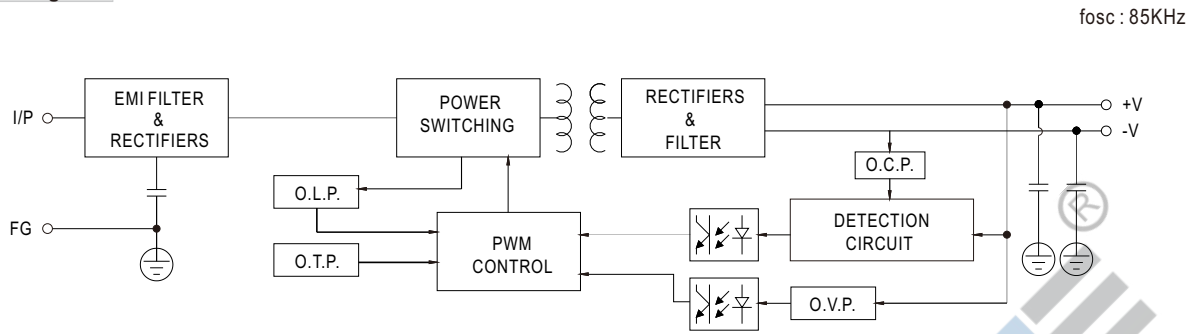 fosc : 85KHz
I/P
EMI FILTER
&
RECTIFIERS
POWER
SWITCHING
RECTIFIERS
&
FILTER
+V
-V
O.C.P.
O.L.P.
FG
O.T.P.
PWM
CONTROL
DETECTION
CIRCUIT
O.V.P.
®